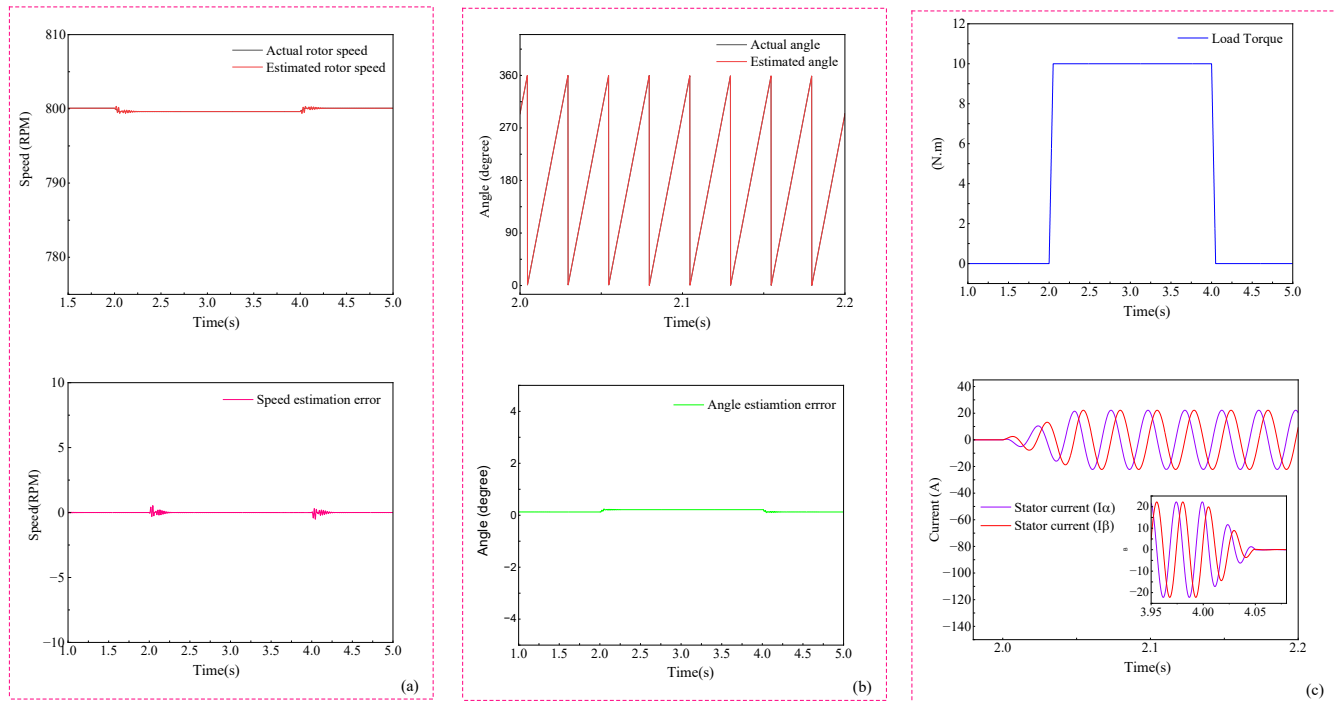 810
800
790
780
Speed (RPM)
Actual rotor speed
Estimated rotor speed
1.5 2.0 2.5 3.0 3.5 4.0 4.5 5.0
Time(s)
10
5
0
−5
−10
Speed(RPM)
Speed estimation error
1.0 1.5 2.0 2.5 3.0 3.5 4.0 4.5 5.0
Time(s)
(a)
360
270
180
90
0
Angle (degree)
Actual angle
Estimated angle
2.0 2.1 2.2
Time(s)
4
2
0
−2
−4
Angle (degree)
Angle estiamtion errror
1.0 1.5 2.0 2.5 3.0 3.5 4.0 4.5 5.0
Time(s)
(b)
12
10
8
6
4
2
0
(N.m)
Load Torque
1.0 1.5 2.0 2.5 3.0 3.5 4.0 4.5 5.0
Time(s)
40
20
0
−20
−40
−60
−80
−100
−120
−140
Current (A)
Stator current (Iα)
Stator current (Iβ)
20
10
0
−10
−20
3.95 4.00 4.05
2.0 2.1 2.2
Time(s)
(c)